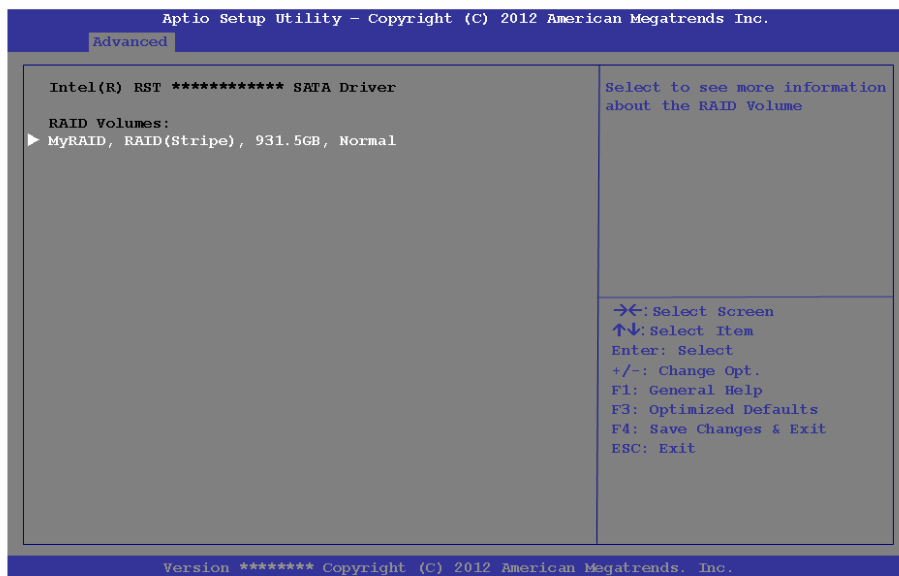 Aptio Setup Utility – Copyright (C) 2012 American Megatrends Inc.
Advanced
Intel(R) RST ************ SATA Driver
RAID Volumes:
▶ MyRAID, RAID(Stripe), 931.5GB, Normal
Select to see more information
about the RAID Volume
→←: Select Screen
↑↓: Select Item
Enter: Select
+/-: Change Opt.
F1: General Help
F3: Optimized Defaults
F4: Save Changes & Exit
ESC: Exit
Version ******** Copyright (C) 2012 American Megatrends. Inc.